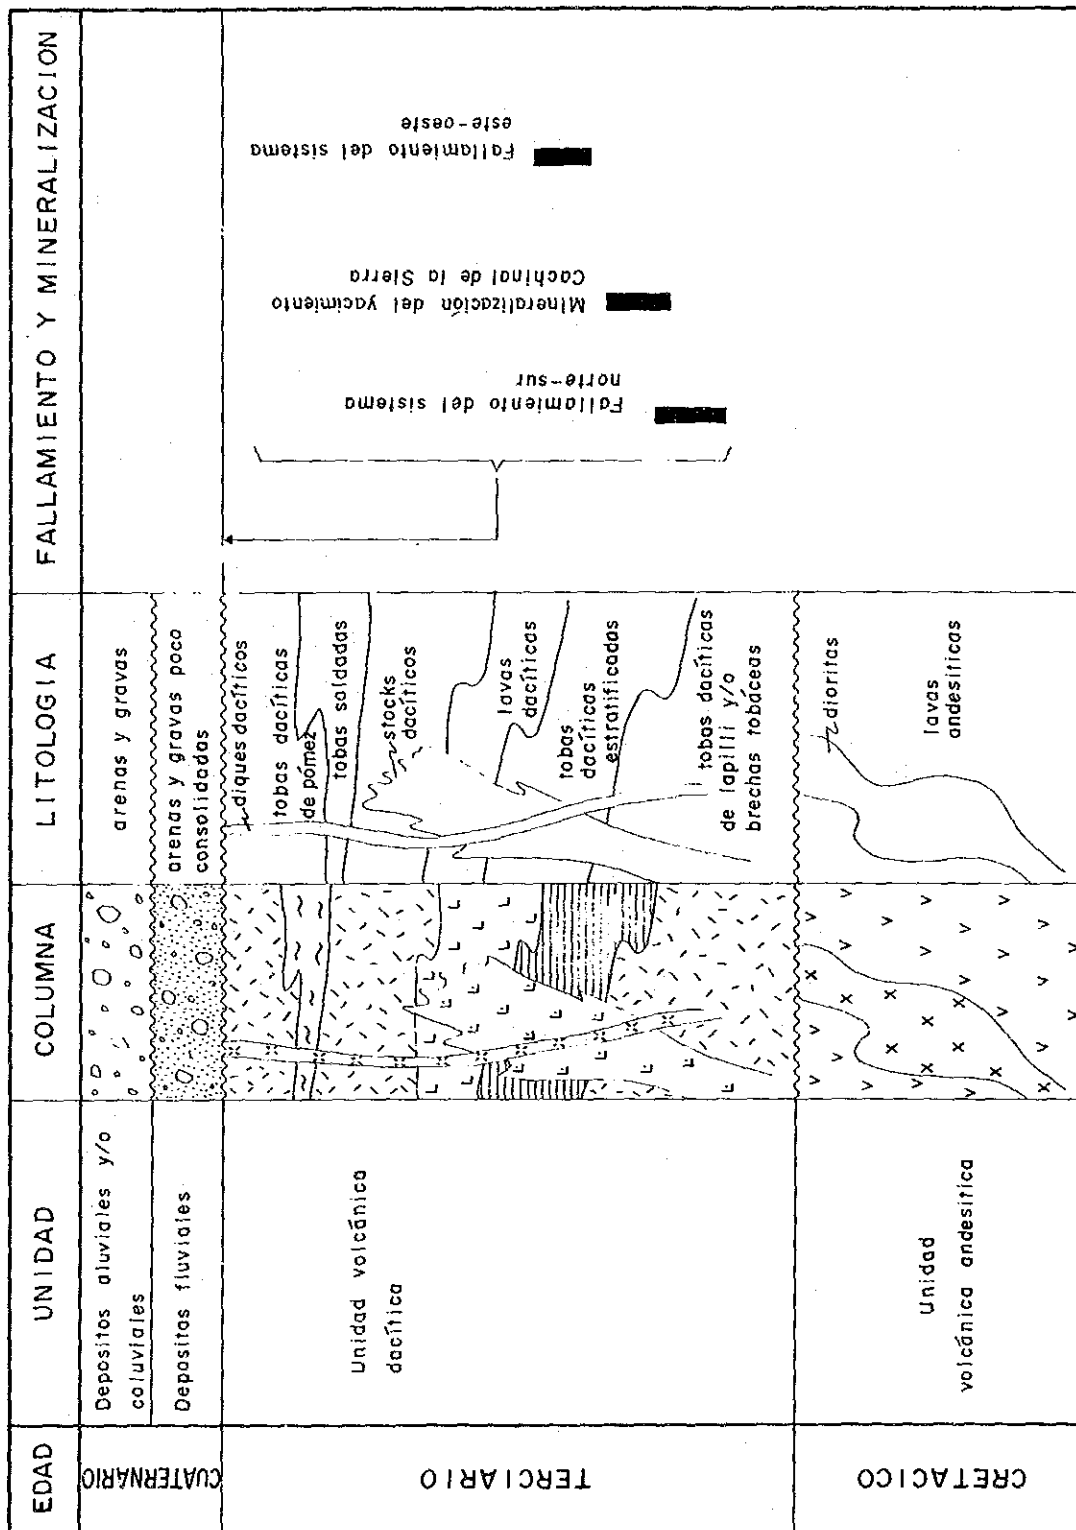 EDAD
UNIDAD
COLUMNA
LITOLOGIA
FALLAMIENTO Y MINERALIZACION
CUATERNARIO
Depositos aluviales y/o
coluviales
arenas y gravas
Depositos fluviales
arenas y gravas poco
consolidadas
TERCIARIO
Unidad volcánica
dacítica
diques dacíticos
tobas dacíticas
de pómez
tobas soldadas
stocks
dacíticos
lavas
dacíticas
tobas
dacíticas
estratificadas
tobas dacíticas
de lapilli y/o
brechas tobáceas
Fallamiento del sistema
norte-sur
Mineralización del yacimiento
Cachinal de la Sierra
Fallamiento del sistema
este-oeste
CRETACICO
Unidad
volcánica andesitica
dioritas
lavas
andesíticas